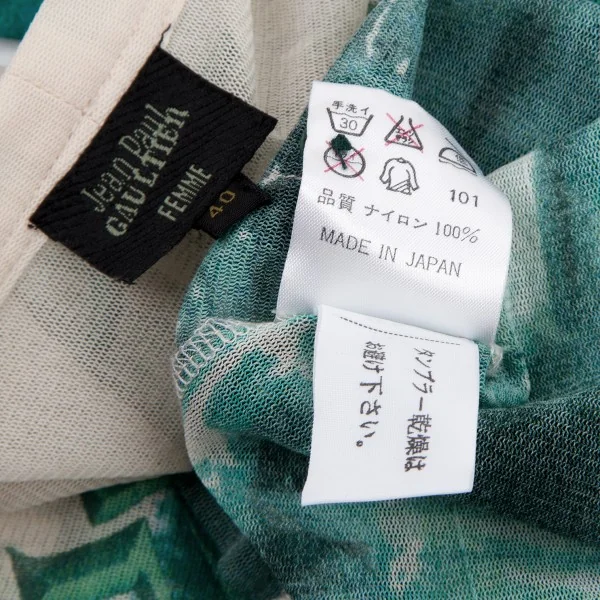 Jean Paul
GAULTIER
FEMME
40
手洗イ
30
101
品質 ナイロン 100%
MADE IN JAPAN
タンブラー乾燥は
お避け下さい。